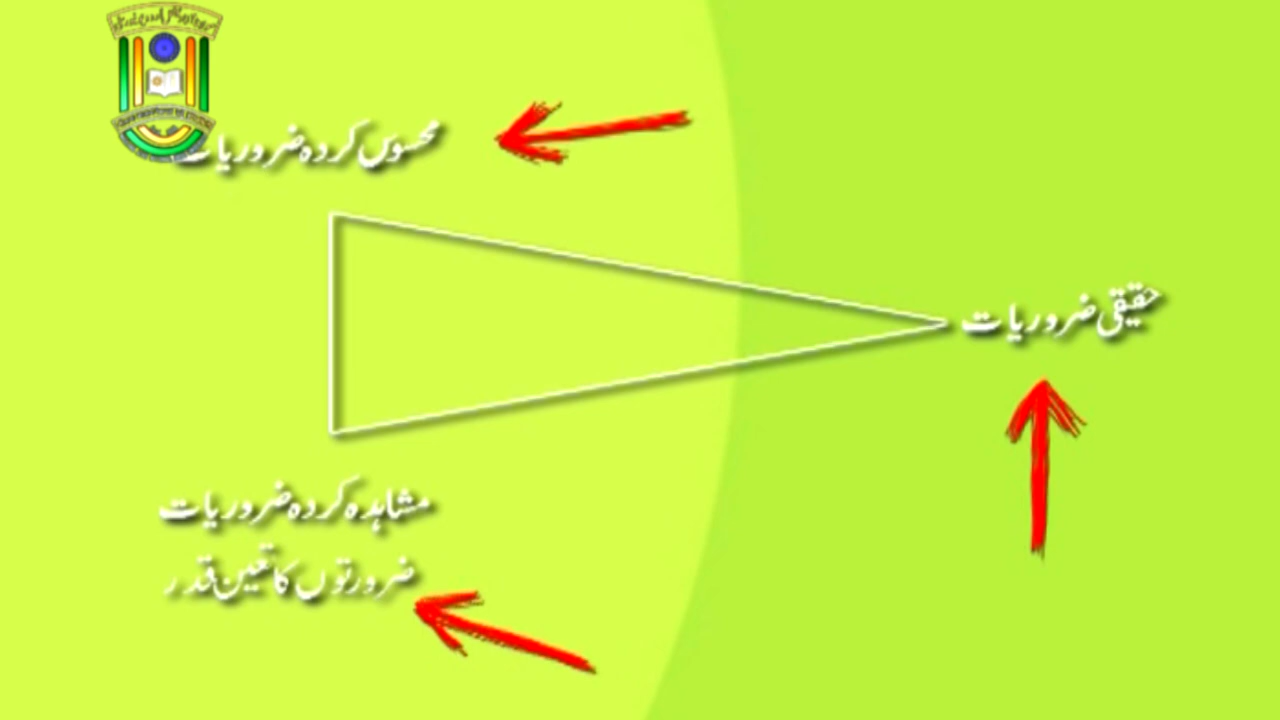 محسوس کردہ ضروریات
حقیقی ضروریات
مشاہدہ کردہ ضروریات
ضرورتوں کا تعین قدر